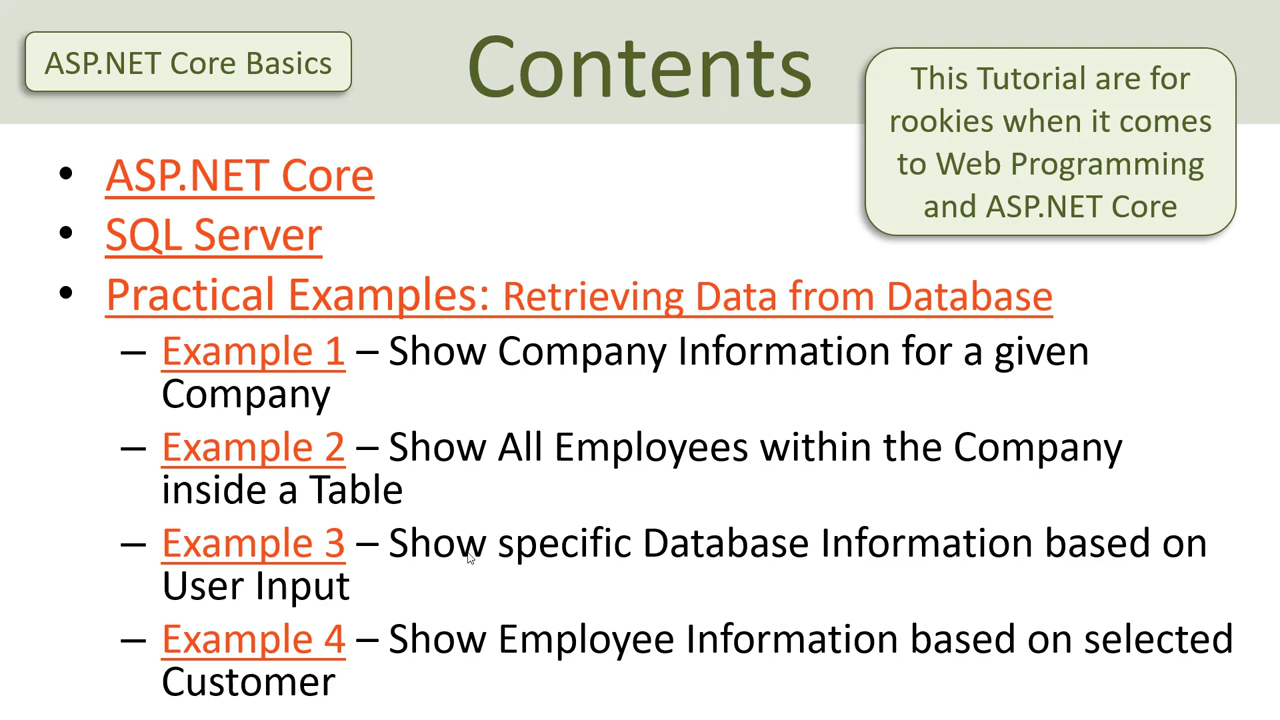 ASP.NET Core Basics
Contents
This Tutorial are for
rookies when it comes
to Web Programming
and ASP.NET Core
• ASP.NET Core
• SQL Server
• Practical Examples: Retrieving Data from Database
– Example 1 – Show Company Information for a given
Company
– Example 2 – Show All Employees within the Company
inside a Table
– Example 3 – Show specific Database Information based on
User Input
– Example 4 – Show Employee Information based on selected
Customer